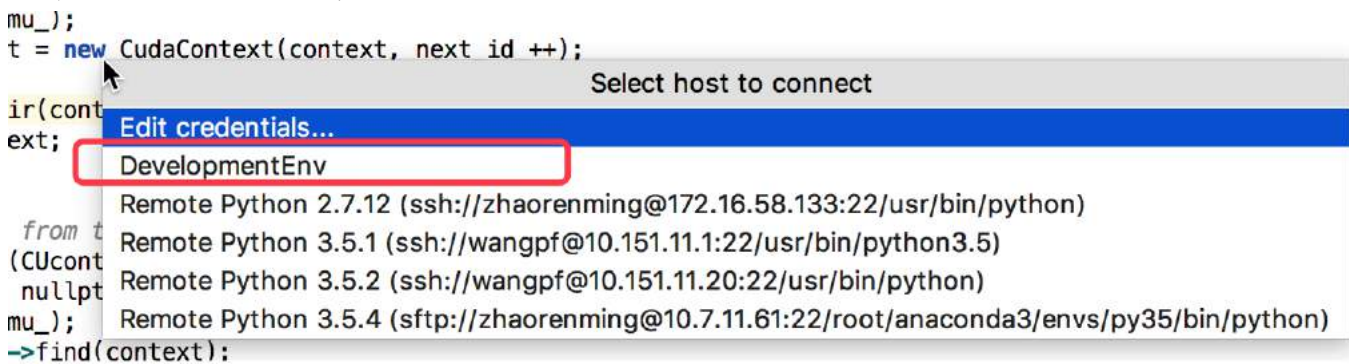 mu_);
t = new CudaContext(context, next id ++);
Select host to connect
ir(cont
Edit credentials...
ext;
DevelopmentEnv
Remote Python 2.7.12 (ssh://zhaorenming@172.16.58.133:22/usr/bin/python)
from t
Remote Python 3.5.1 (ssh://wangpf@10.151.11.1:22/usr/bin/python3.5)
(CUcont
Remote Python 3.5.2 (ssh://wangpf@10.151.11.20:22/usr/bin/python)
nullpt
mu_);
Remote Python 3.5.4 (sftp://zhaorenming@10.7.11.61:22/root/anaconda3/envs/py35/bin/python)
->find(context);